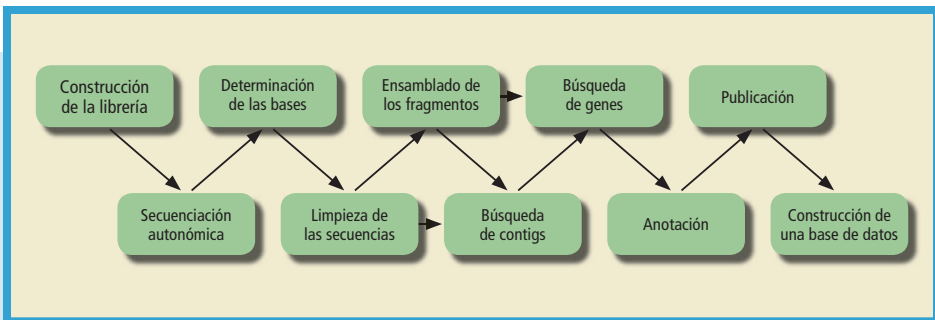 Construcción
de la librería
Determinación
de las bases
Ensamblado de
los fragmentos
Búsqueda
de genes
Publicación
Secuenciación
autonómica
Limpieza de
las secuencias
Búsqueda
de contigs
Anotación
Construcción de
una base de datos